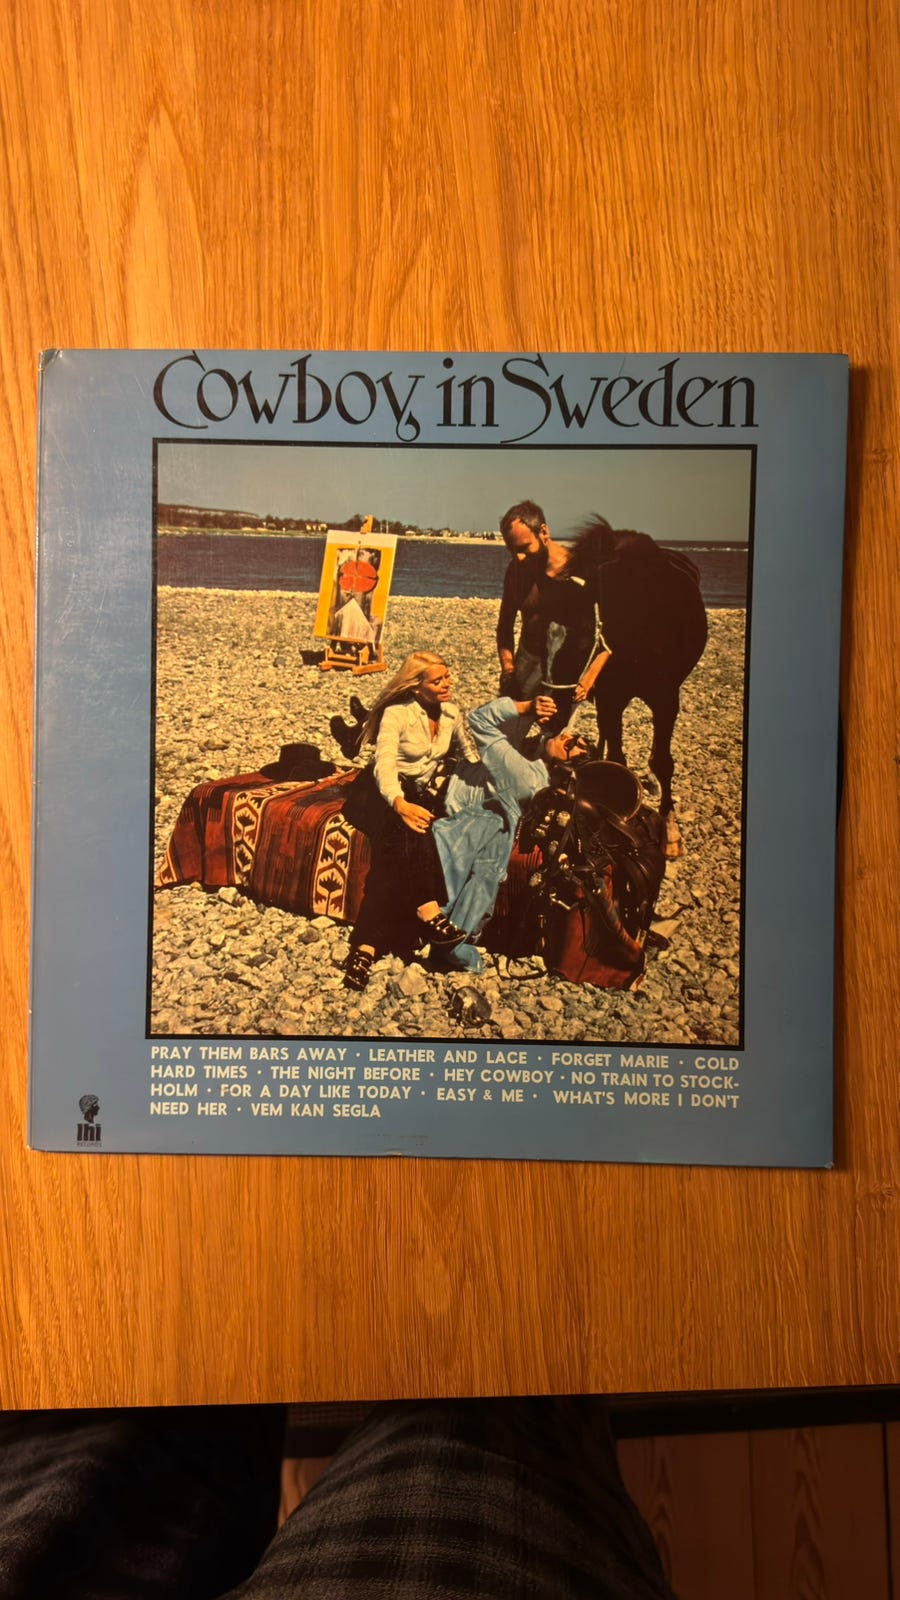 Cowboy in Sweden
PRAY THEM BARS AWAY · LEATHER AND LACE · FORGET MARIE · COLD
HARD TIMES · THE NIGHT BEFORE · HEY COWBOY · NO TRAIN TO STOCK-
HOLM · FOR A DAY LIKE TODAY · EASY & ME · WHAT'S MORE I DON'T
NEED HER · VEM KAN SEGLA
lhi
RECORDS